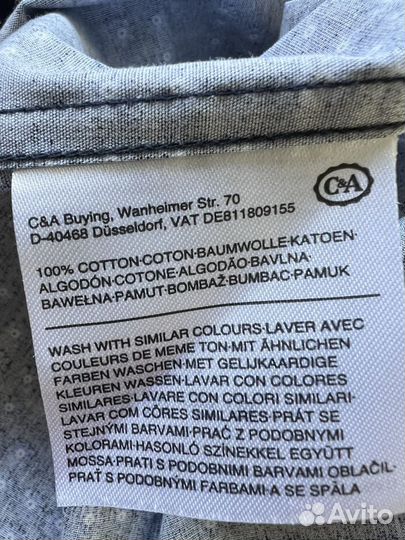 C&A
C&A Buying, Wanheimer Str. 70
D-40468 Düsseldorf, VAT DE811809155
100% COTTON·COTON·BAUMWOLLE·KATOEN·
ALGODÓN·COTONE·ALGODÃO·BAVLNA·
BAWEŁNA·PAMUT·BOMBAŽ·BUMBAC·PAMUK
WASH WITH SIMILAR COLOURS·LAVER AVEC
COULEURS DE MEME TON·MIT ÄHNLICHEN
FARBEN WASCHEN·MET GELIJKAARDIGE
KLEUREN WASSEN·LAVAR CON COLORES
SIMILARES·LAVARE CON COLORI SIMILARI·
LAVAR COM CÔRES SIMILARES·PRÁT SE
STEJNÝMI BARVAMI·PRAĆ Z PODOBNYMI
KOLORAMI·HASONLÓ SZÍNEKKEL EGYÜTT
MOSSA·PRATI S PODOBNIMI BARVAMI OBLAČIL·
PRAŤ S PODOBNÝMI FARBAMI·A SE SPĂLA
Avito